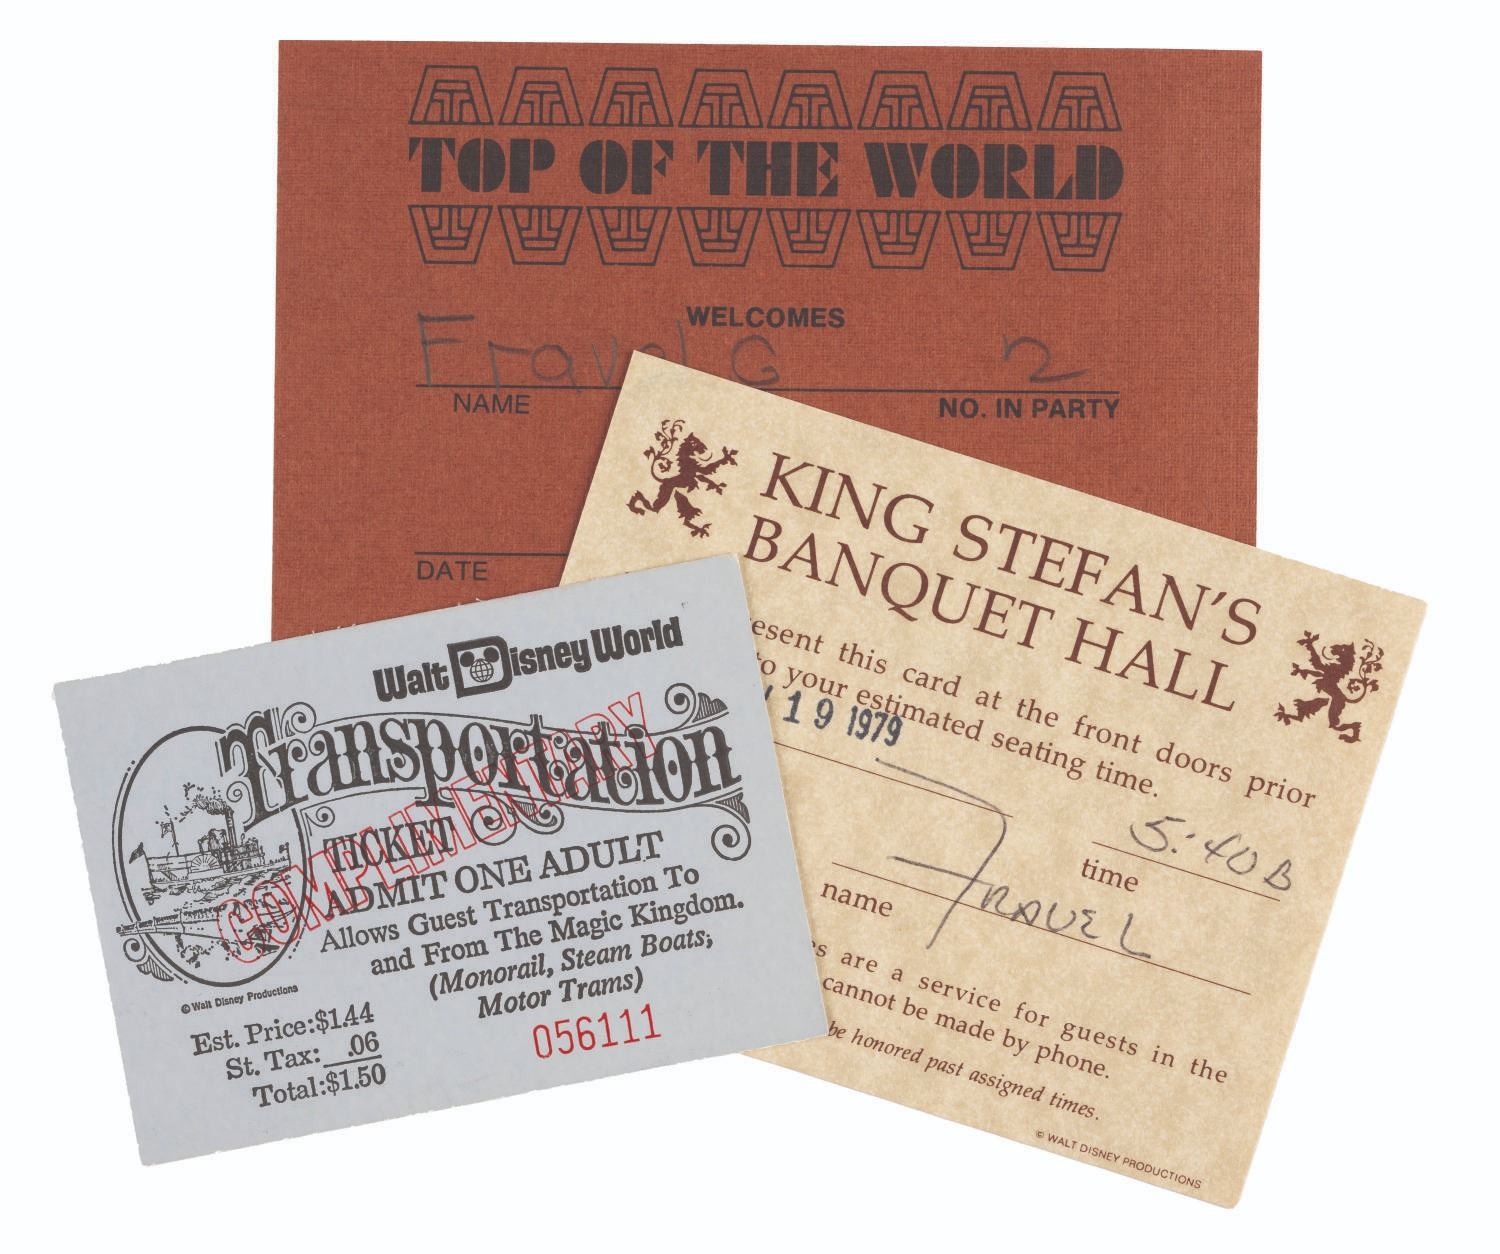 TOP OF THE WORLD
WELCOMES
Fravel G 2
NAME NO. IN PARTY
DATE
KING STEFAN'S
BANQUET HALL
this card at the front doors prior
to your estimated seating time.
19 1979
5:40B
time
FRAVEL
name
are a service for guests in the
cannot be made by phone.
be honored past assigned times.
© WALT DISNEY PRODUCTIONS
Walt Disney World
Transportation
COMPLIMENTARY
TICKET
ADMIT ONE ADULT
Allows Guest Transportation To
and From The Magic Kingdom.
(Monorail, Steam Boats,
Motor Trams)
© Walt Disney Productions
Est. Price:$1.44
St. Tax: .06
Total:$1.50
056111